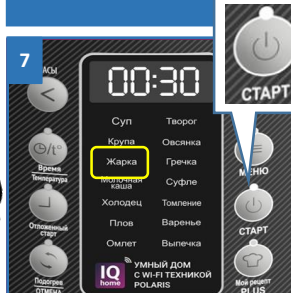 7
ЧАСЫ
00:30
СТАРТ
Суп Творог
Крупа Овсянка
Жарка Гречка
Молочная каша Суфле
Холодец Томление
Плов Варенье
Омлет Выпечка
Время
Температура
Отложенный
старт
Подогрев
ОТМЕНА
МЕНЮ
СТАРТ
Мой рецепт
PLUS
IQ
home
УМНЫЙ ДОМ
С WI-FI ТЕХНИКОЙ
POLARIS